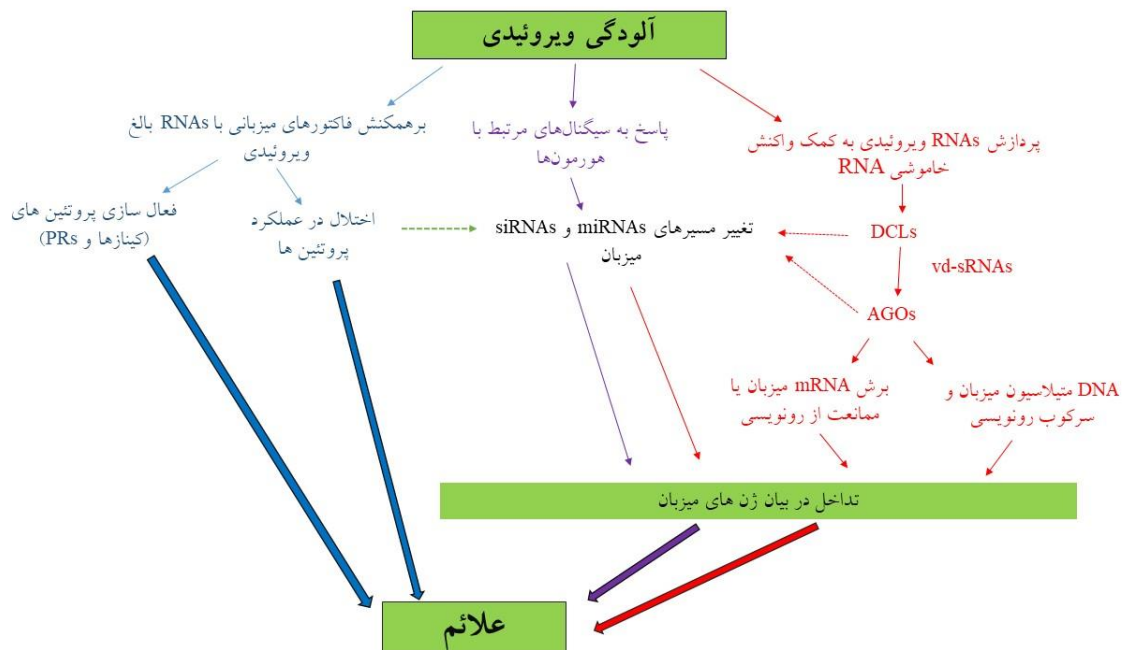 آلودگی ویروئیدی
پردازش RNAs ویروئیدی به کمک واکنش
خاموشی RNA
پاسخ به سیگنال‌های مرتبط با
هورمون‌ها
برهمکنش فاکتورهای میزبانی با RNAs بالغ
ویروئیدی
DCLs
vd-sRNAs
AGOs
تغییر مسیرهای miRNAs و siRNAs
میزبان
اختلال در عملکرد
پروتئین ها
فعال سازی پروتئین های
(کینازها و PRs)
DNA متیلاسیون میزبان و
سرکوب رونویسی
برش mRNA میزبان یا
ممانعت از رونویسی
تداخل در بیان ژن های میزبان
علائم